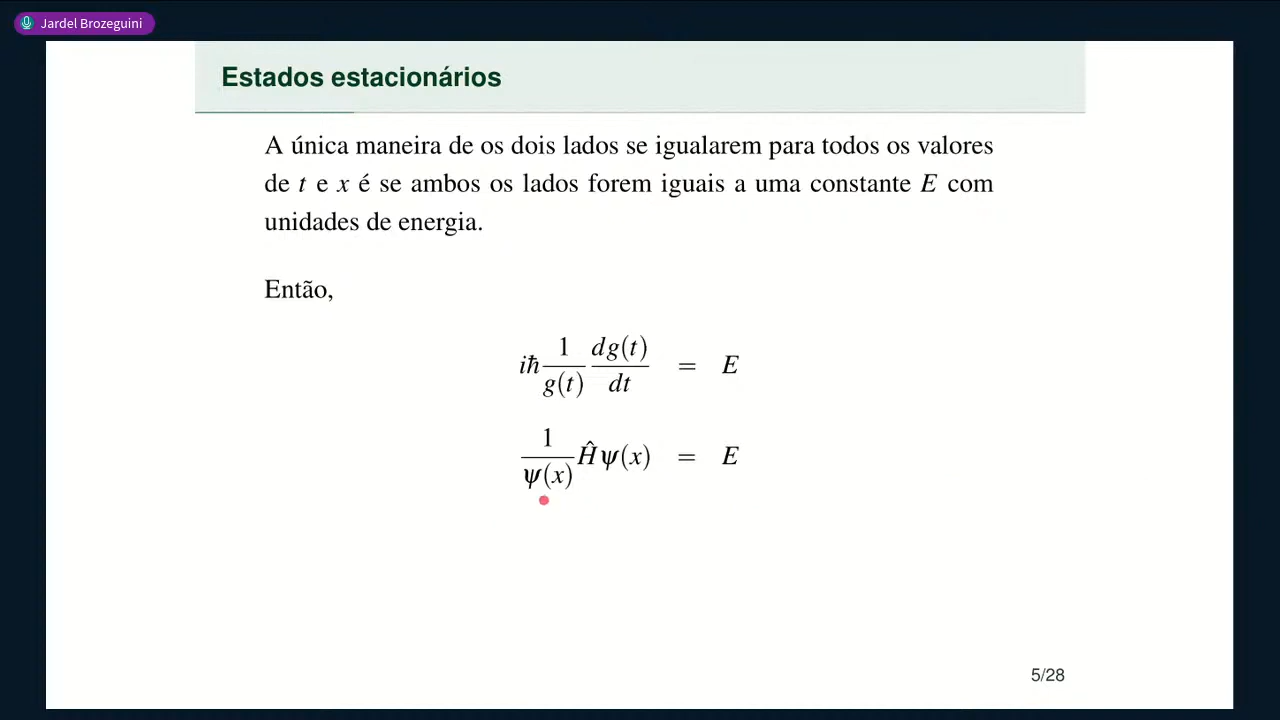 Jardel Brozeguini
Estados estacionários
A única maneira de os dois lados se igualarem para todos os valores
de t e x é se ambos os lados forem iguais a uma constante E com
unidades de energia.
Então,
iħ 1/g(t) dg(t)/dt = E
1/ψ(x) Ĥψ(x) = E
5/28